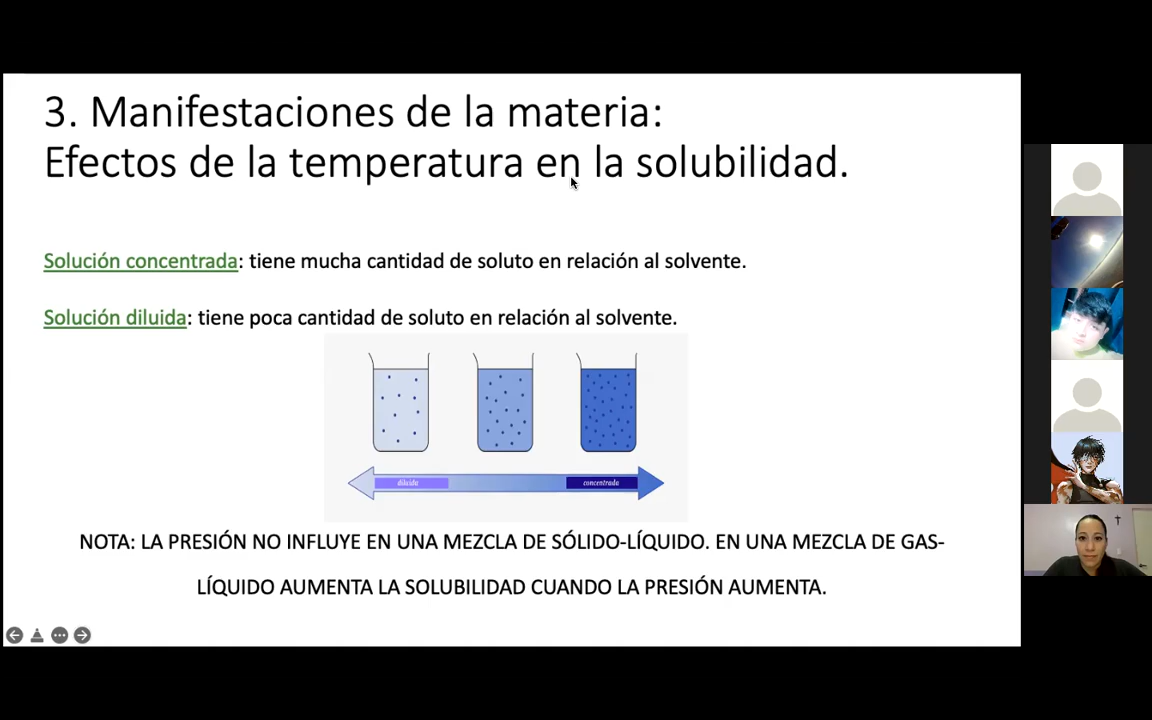 3. Manifestaciones de la materia:
Efectos de la temperatura en la solubilidad.
Solución concentrada: tiene mucha cantidad de soluto en relación al solvente.
Solución diluida: tiene poca cantidad de soluto en relación al solvente.
diluida
concentrada
NOTA: LA PRESIÓN NO INFLUYE EN UNA MEZCLA DE SÓLIDO-LÍQUIDO. EN UNA MEZCLA DE GAS-
LÍQUIDO AUMENTA LA SOLUBILIDAD CUANDO LA PRESIÓN AUMENTA.